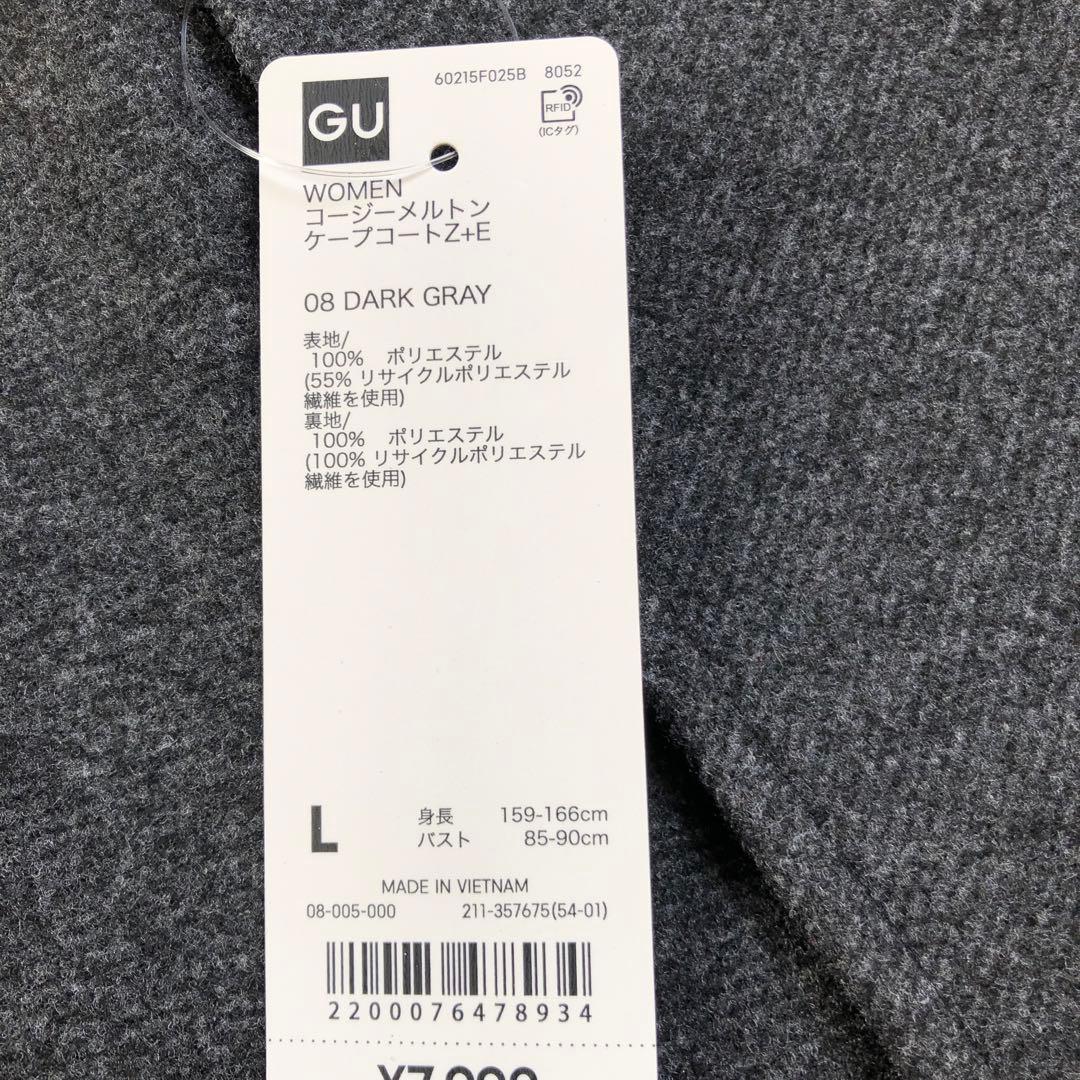 60215F025B 8052
GU
RFID
(ICタグ)
WOMEN
コージーメルトン
ケープコートZ+E
08 DARK GRAY
表地/
100% ポリエステル
(55% リサイクルポリエステル
繊維を使用)
裏地/
100% ポリエステル
(100% リサイクルポリエステル
繊維を使用)
L
身長 159-166cm
バスト 85-90cm
MADE IN VIETNAM
08-005-000 211-357675(54-01)
2200076478934